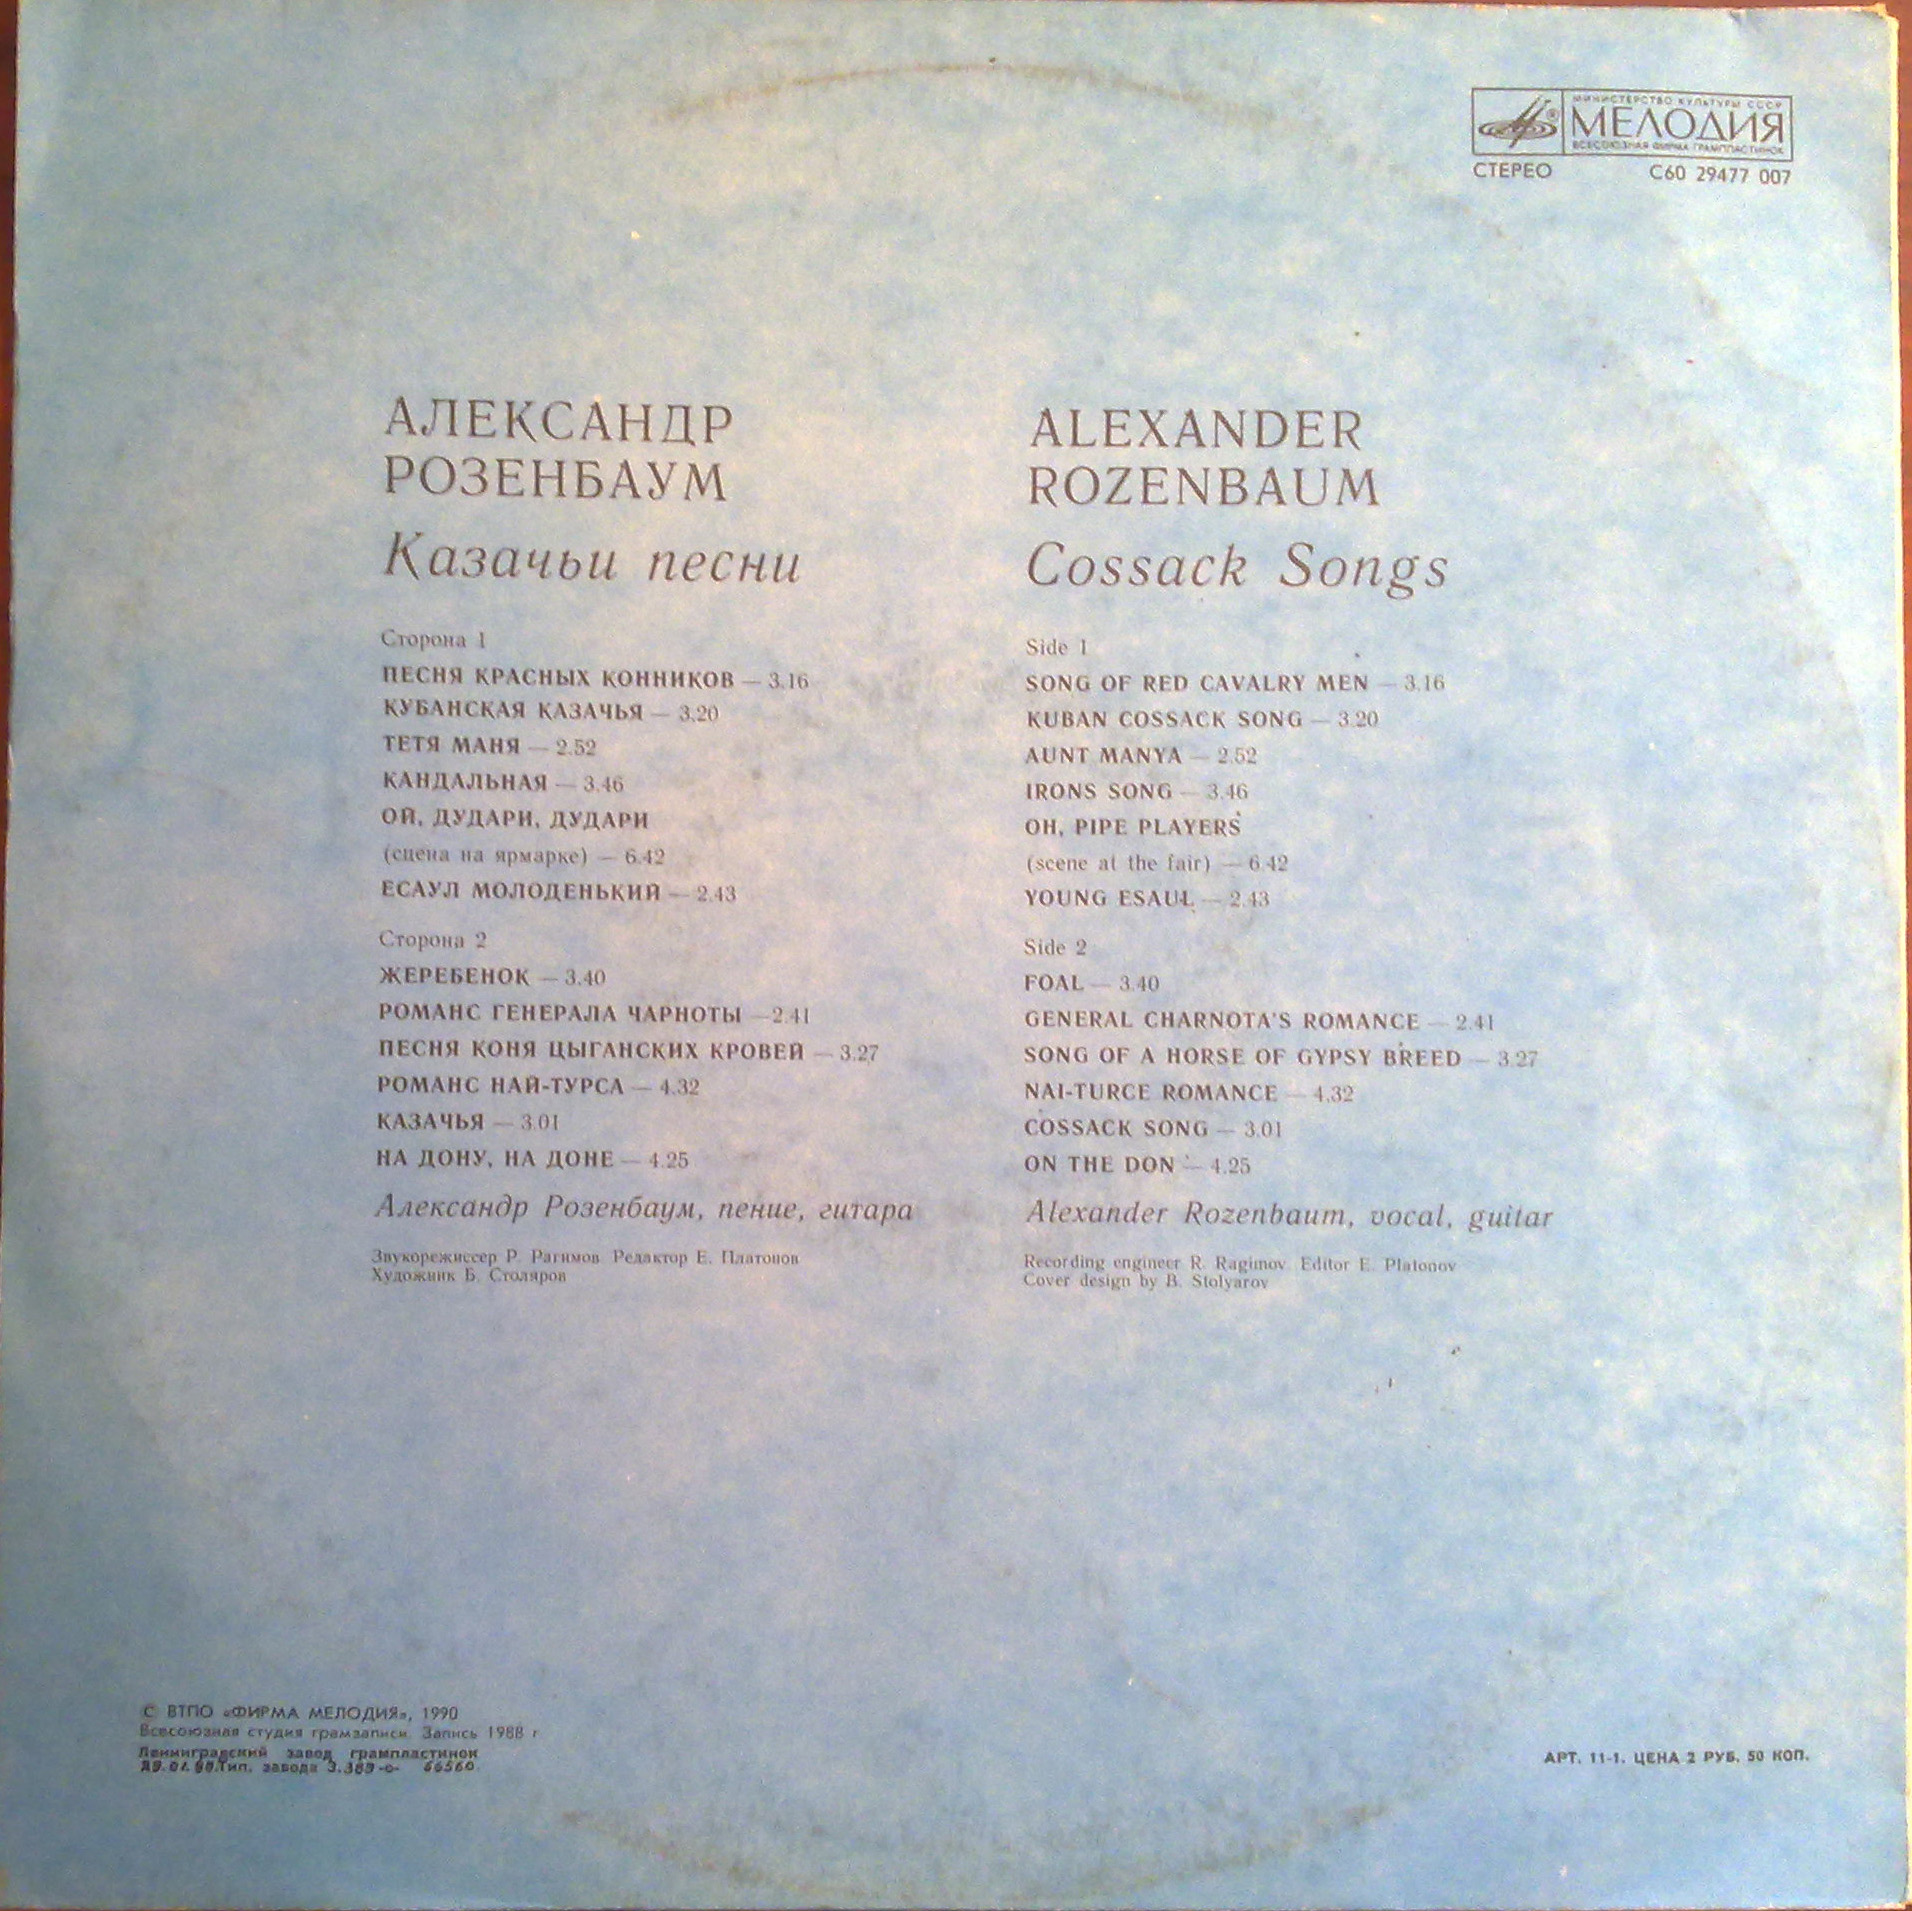 МИНИСТЕРСТВО КУЛЬТУРЫ СССР
МЕЛОДИЯ
ВСЕСОЮЗНАЯ ФИРМА ГРАМПЛАСТИНОК
СТЕРЕО С60 29477 007
АЛЕКСАНДР
РОЗЕНБАУМ
Казачьи песни
Сторона 1
ПЕСНЯ КРАСНЫХ КОННИКОВ — 3.16
КУБАНСКАЯ КАЗАЧЬЯ — 3.20
ТЕТЯ МАНЯ — 2.52
КАНДАЛЬНАЯ — 3.46
ОЙ, ДУДАРИ, ДУДАРИ
(сцена на ярмарке) — 6.42
ЕСАУЛ МОЛОДЕНЬКИЙ — 2.43
Сторона 2
ЖЕРЕБЕНОК — 3.40
РОМАНС ГЕНЕРАЛА ЧАРНОТЫ — 2.41
ПЕСНЯ КОНЯ ЦЫГАНСКИХ КРОВЕЙ — 3.27
РОМАНС НАЙ-ТУРСА — 4.32
КАЗАЧЬЯ — 3.01
НА ДОНУ, НА ДОНЕ — 4.25
Александр Розенбаум, пение, гитара
Звукорежиссер Р. Рагимов. Редактор Е. Платонов
Художник Б. Столяров
ALEXANDER
ROZENBAUM
Cossack Songs
Side 1
SONG OF RED CAVALRY MEN — 3.16
KUBAN COSSACK SONG — 3.20
AUNT MANYA — 2.52
IRONS SONG — 3.46
OH, PIPE PLAYERS
(scene at the fair) — 6.42
YOUNG ESAUL — 2.43
Side 2
FOAL — 3.40
GENERAL CHARNOTA'S ROMANCE — 2.41
SONG OF A HORSE OF GYPSY BREED — 3.27
NAI-TURCE ROMANCE — 4.32
COSSACK SONG — 3.01
ON THE DON — 4.25
Alexander Rozenbaum, vocal, guitar
Recording engineer R. Ragimov. Editor E. Platonov
Cover design by B. Stolyarov
С ВТПО «ФИРМА МЕЛОДИЯ», 1990
Всесоюзная студия грамзаписи. Запись 1988 г
Ленинградский завод грампластинок
Тип. завода З.389-о- 66560
АРТ. 11-1. ЦЕНА 2 РУБ. 50 КОП.